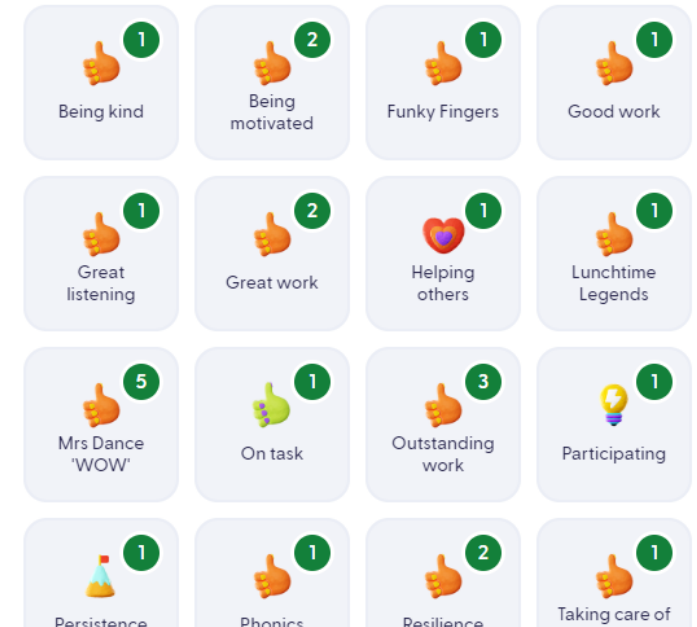 1
Being kind
2
Being
motivated
1
Funky Fingers
1
Good work
1
Great
listening
2
Great work
1
Helping
others
1
Lunchtime
Legends
5
Mrs Dance
'WOW'
1
On task
3
Outstanding
work
1
Participating
1
Persistence
1
Phonics
2
Resilience
1
Taking care of